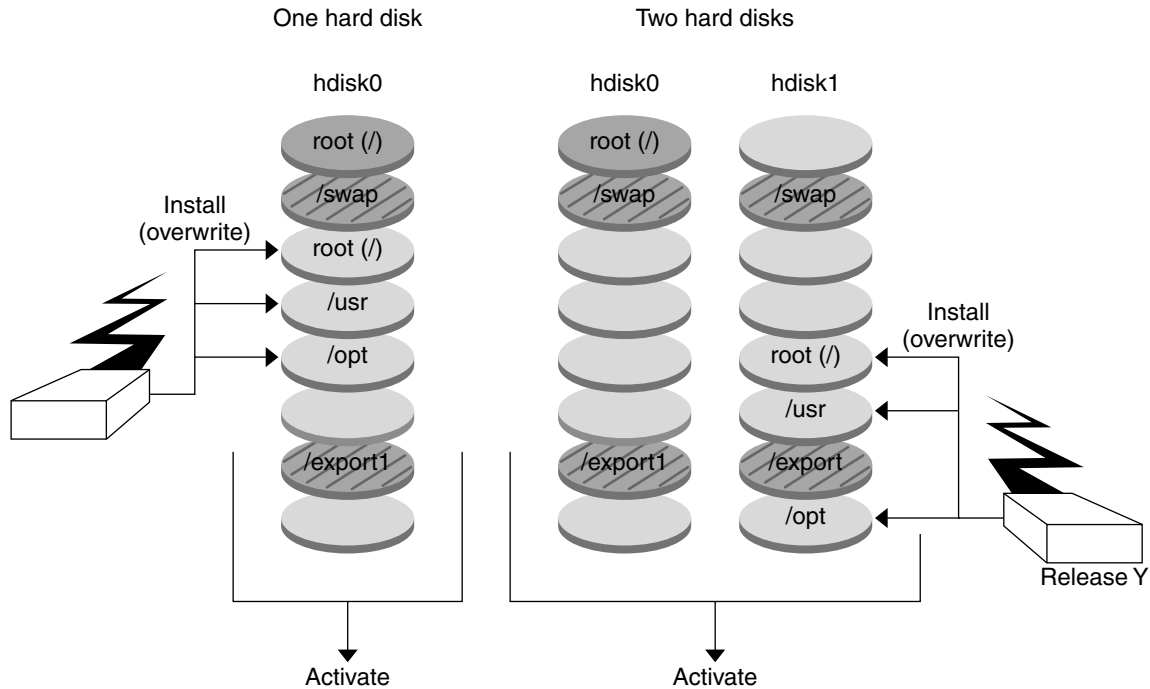 One hard disk
Two hard disks
hdisk0
hdisk0
hdisk1
root (/)
/swap
root (/)
/usr
/opt
/export1
Install
(overwrite)
root (/)
/swap
/export1
/swap
root (/)
/usr
/export
/opt
Install
(overwrite)
Release Y
Activate
Activate